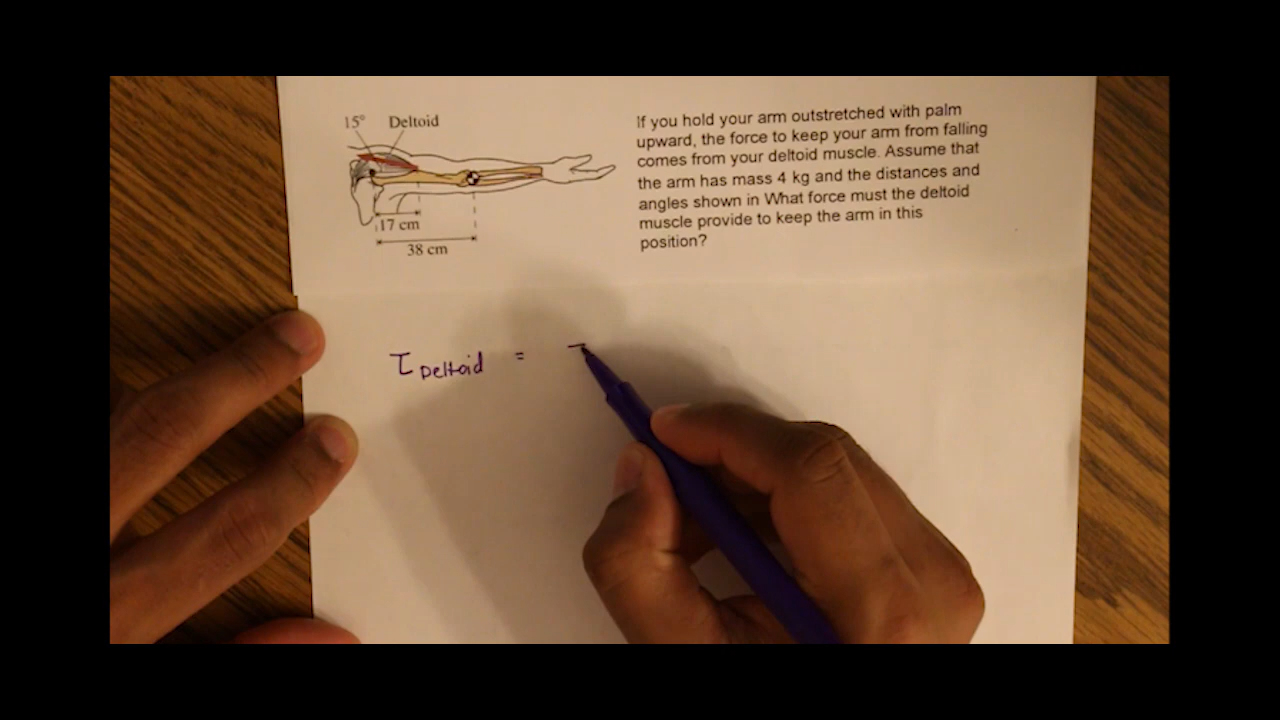 15° Deltoid
17 cm
38 cm
If you hold your arm outstretched with palm
upward, the force to keep your arm from falling
comes from your deltoid muscle. Assume that
the arm has mass 4 kg and the distances and
angles shown in What force must the deltoid
muscle provide to keep the arm in this
position?
τ Deltoid =